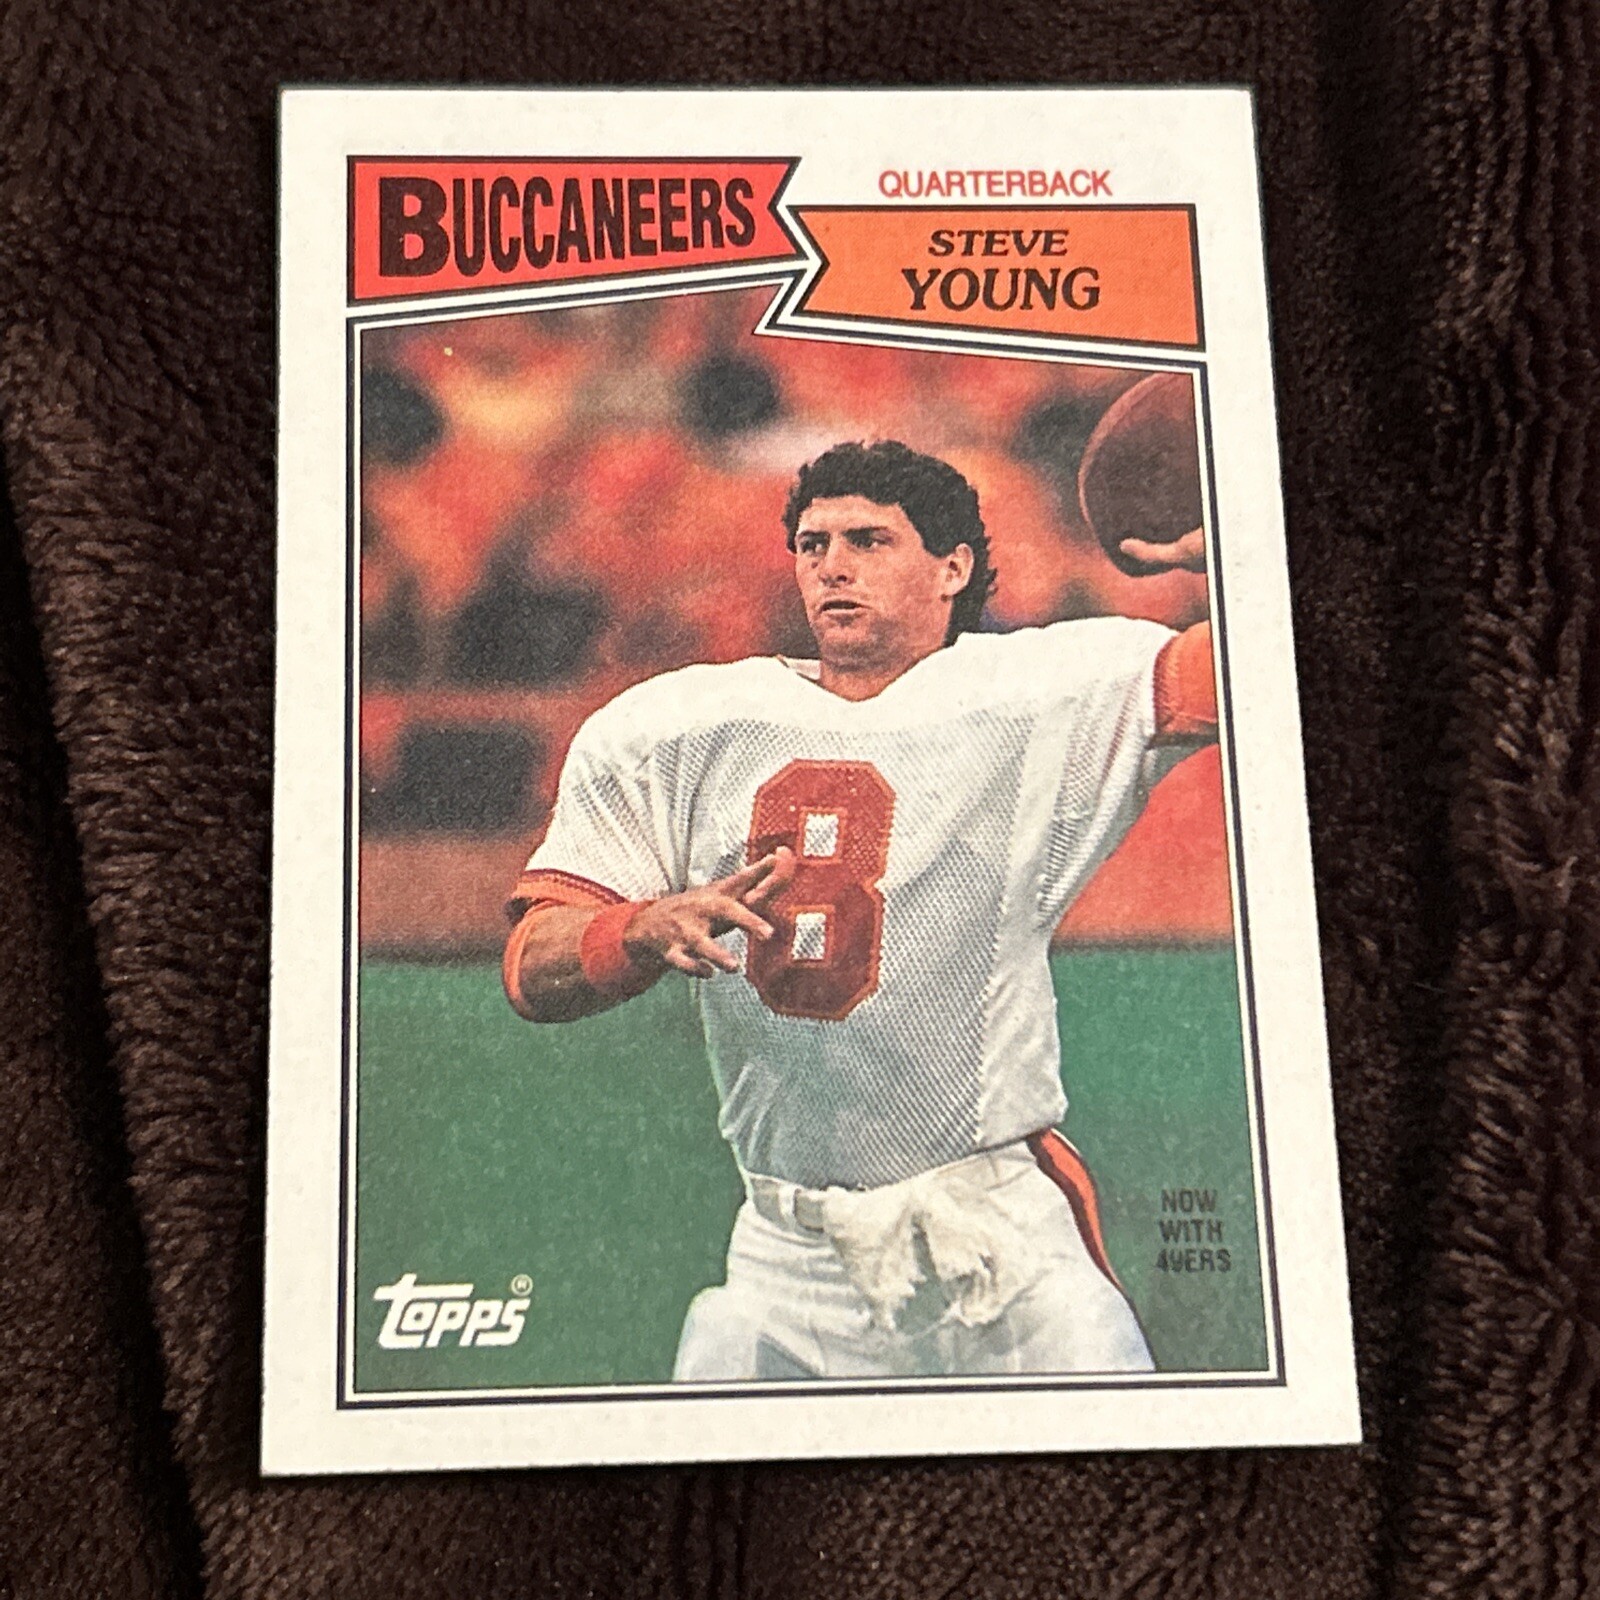 BUCCANEERS
QUARTERBACK
STEVE
YOUNG
8
NOW
WITH
49ERS
topps®